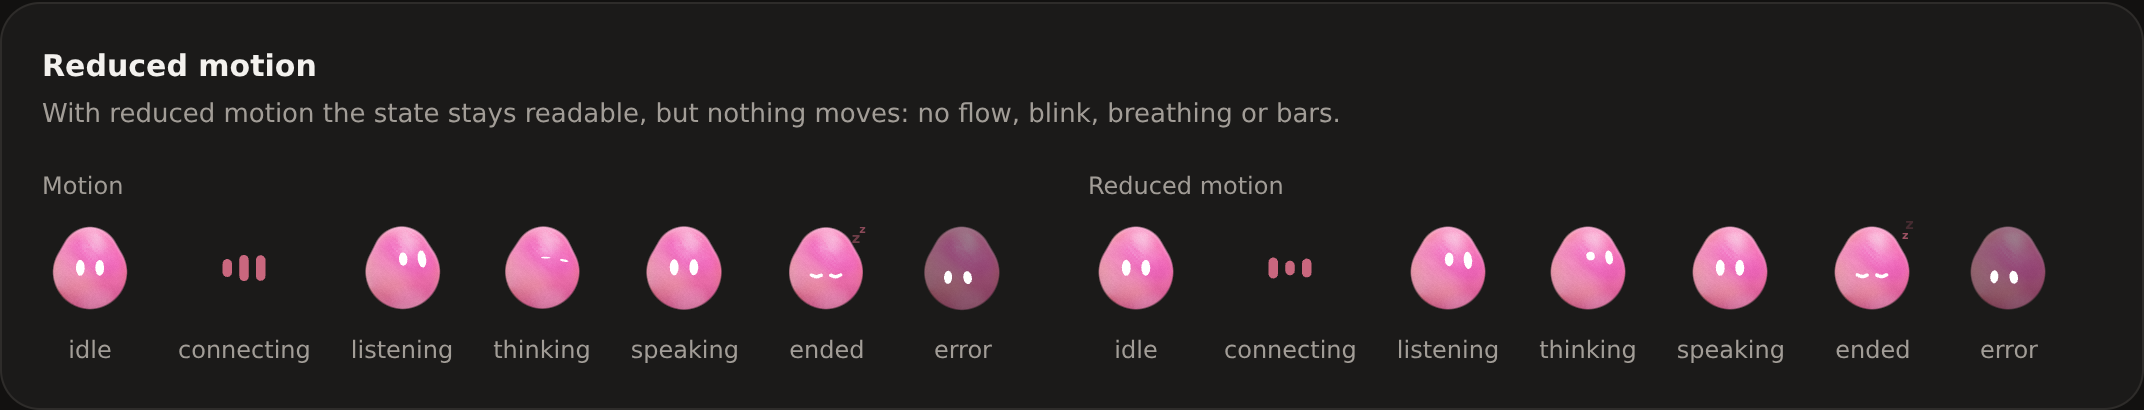 Reduced motion
With reduced motion the state stays readable, but nothing moves: no flow, blink, breathing or bars.
Motion
Reduced motion
z z
z z
idle connecting listening thinking speaking ended error
idle connecting listening thinking speaking ended error